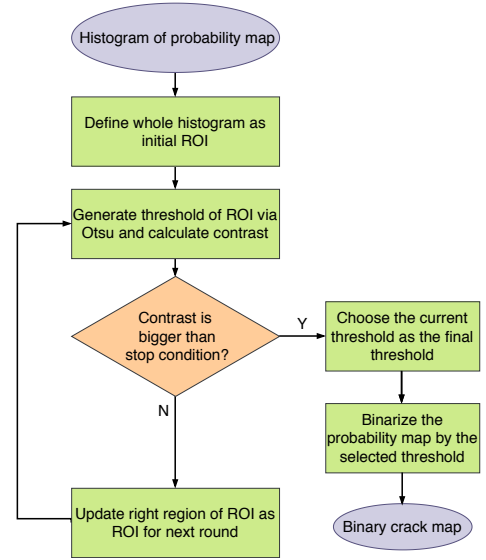 Histogram of probability map
Define whole histogram as
initial ROI
Generate threshold of ROI via
Otsu and calculate contrast
Contrast is
bigger than
stop condition?
Y
N
Choose the current
threshold as the final
threshold
Binarize the
probability map by the
selected threshold
Update right region of ROI as
ROI for next round
Binary crack map